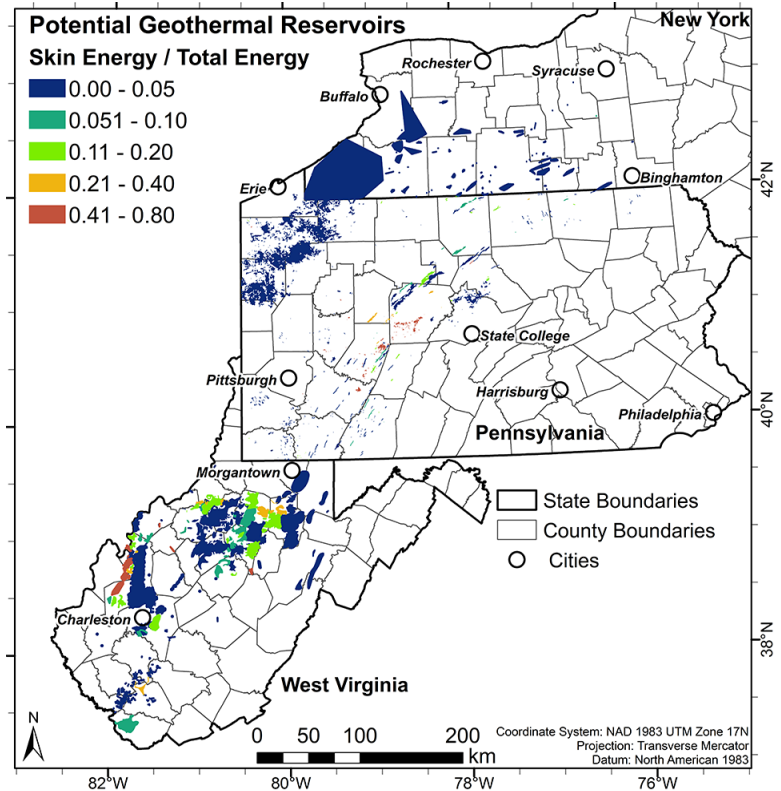 Potential Geothermal Reservoirs
Skin Energy / Total Energy
0.00 - 0.05
0.051 - 0.10
0.11 - 0.20
0.21 - 0.40
0.41 - 0.80
New York
Rochester
Syracuse
Buffalo
Erie
Binghamton
42°N
State College
Pittsburgh
Harrisburg
40°N
Philadelphia
Pennsylvania
Morgantown
State Boundaries
County Boundaries
Cities
Charleston
38°N
West Virginia
N
0 50 100 200
km
Coordinate System: NAD 1983 UTM Zone 17N
Projection: Transverse Mercator
Datum: North American 1983
82°W 80°W 78°W 76°W